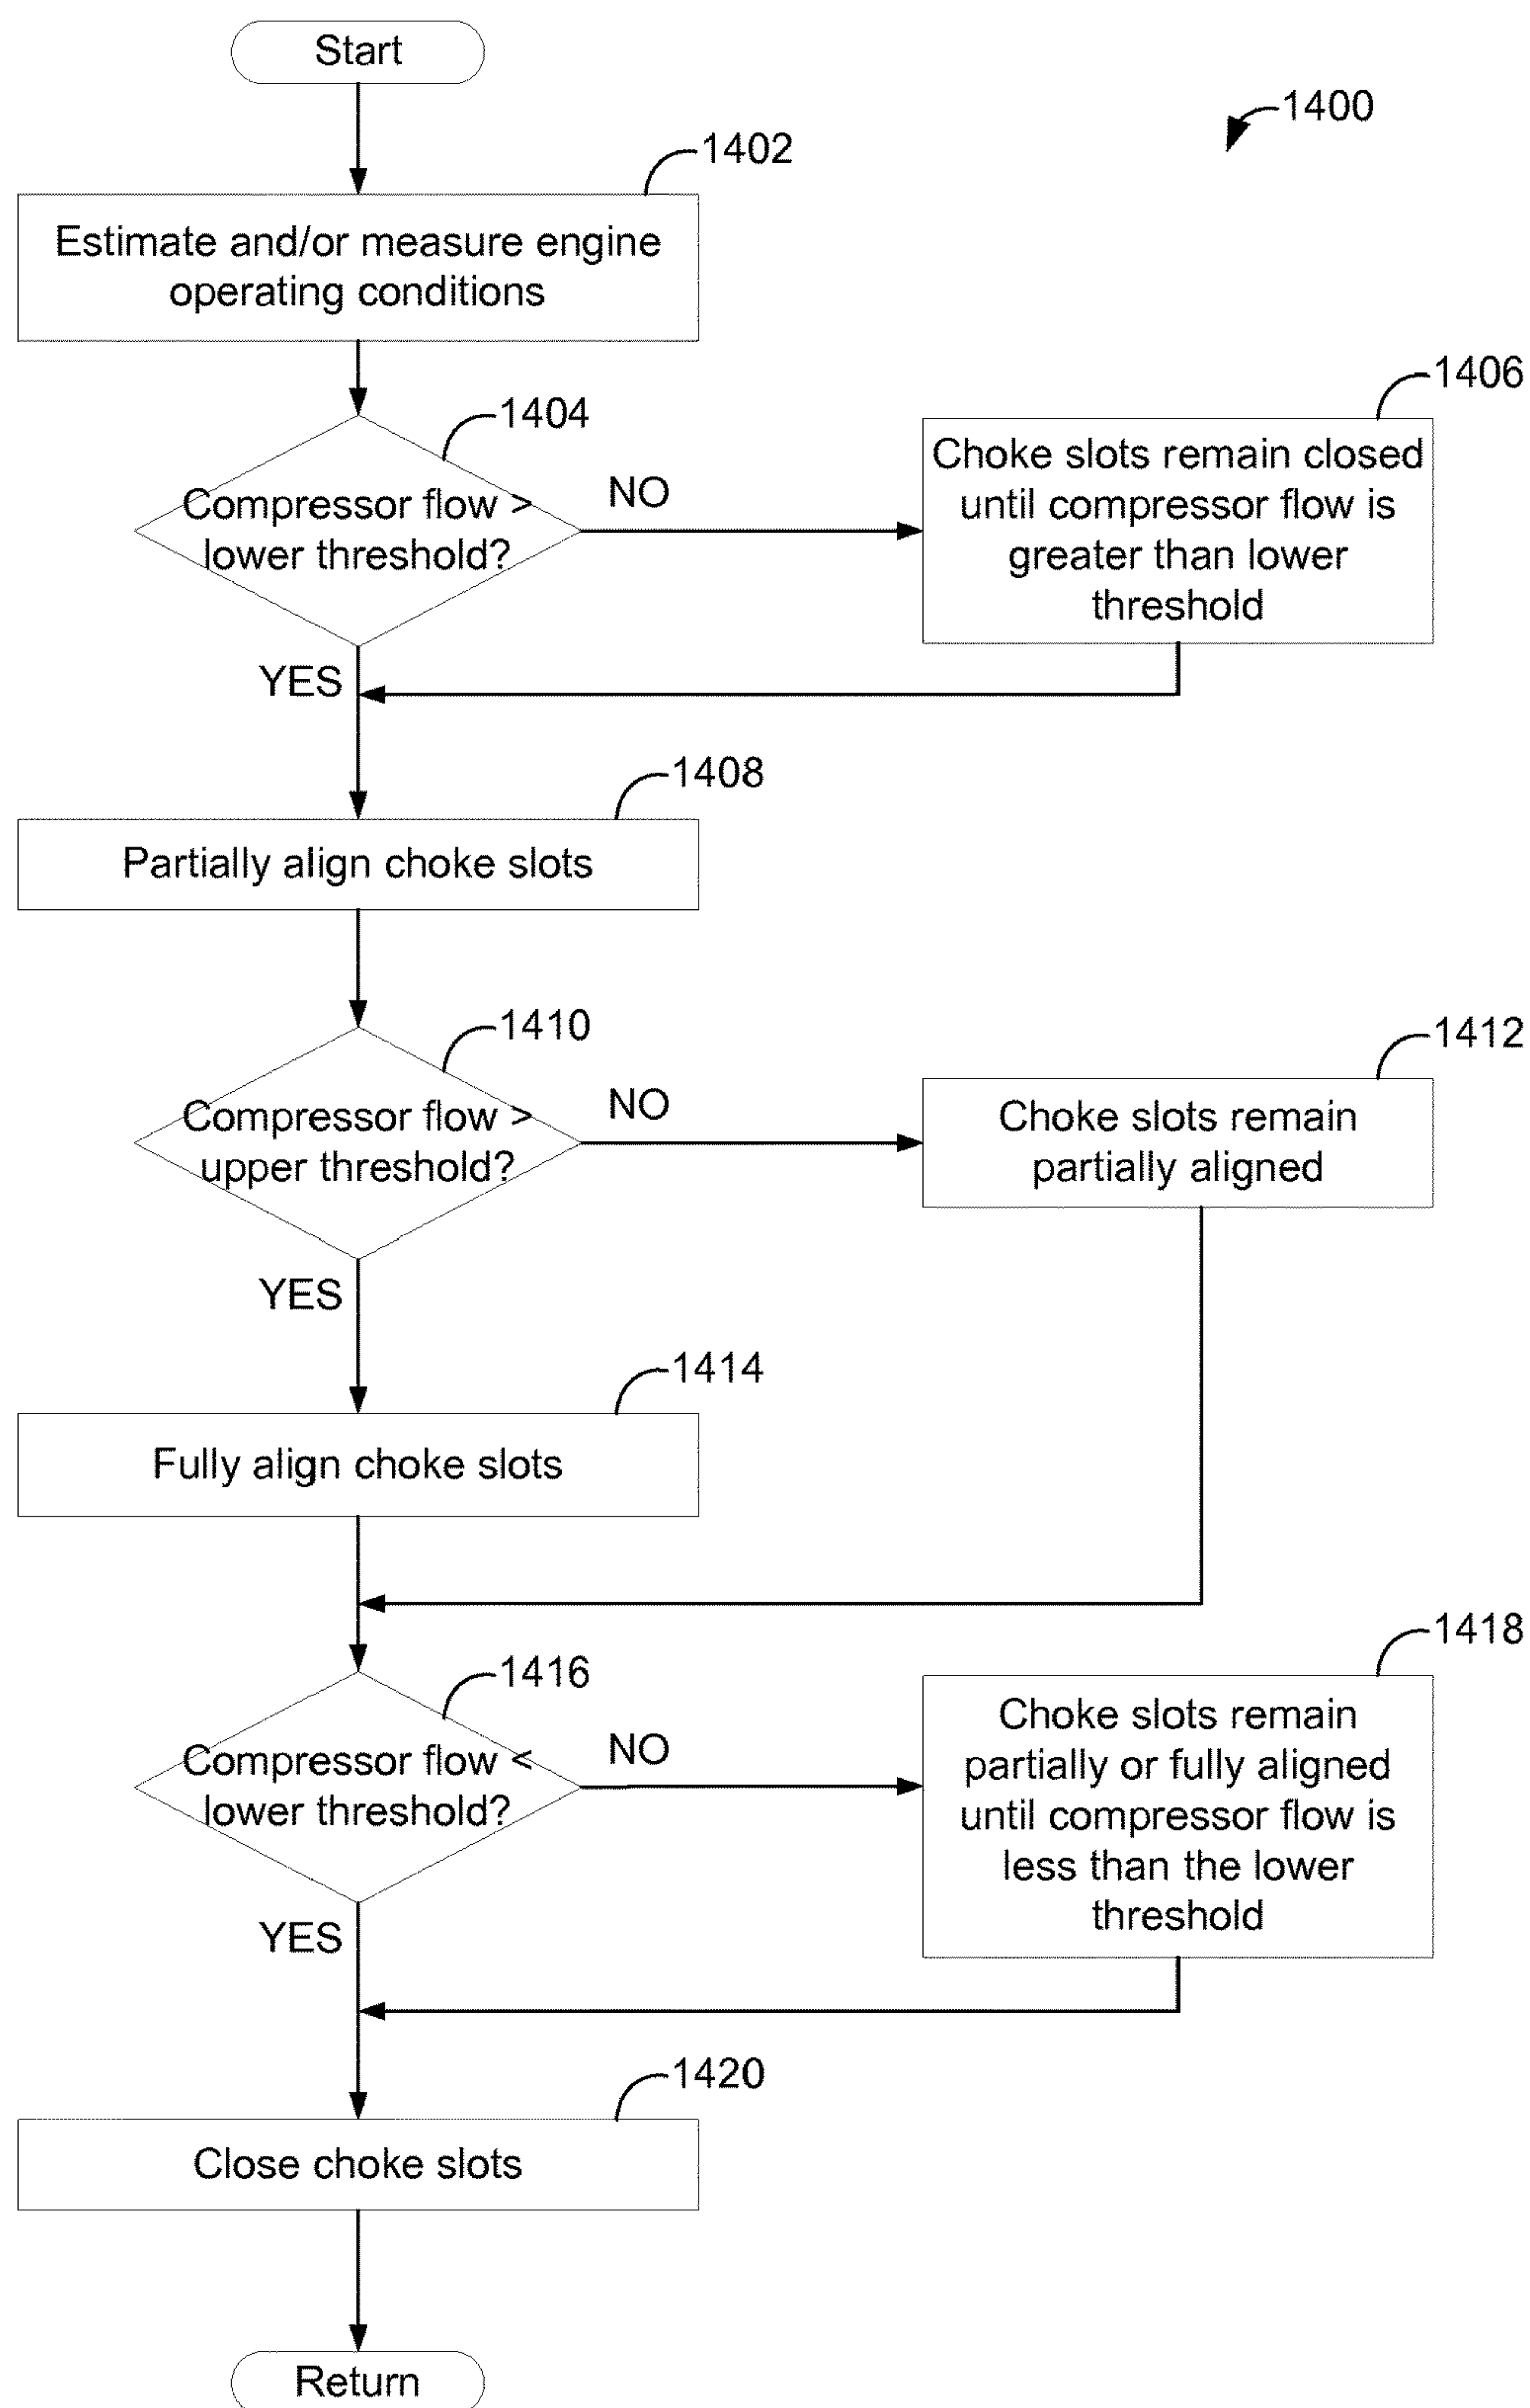 Start
1400
1402
Estimate and/or measure engine
operating conditions
1404
Compressor flow >
lower threshold?
NO
1406
Choke slots remain closed
until compressor flow is
greater than lower
threshold
YES
1408
Partially align choke slots
1410
Compressor flow >
upper threshold?
NO
1412
Choke slots remain
partially aligned
YES
1414
Fully align choke slots
1416
Compressor flow <
lower threshold?
NO
1418
Choke slots remain
partially or fully aligned
until compressor flow is
less than the lower
threshold
YES
1420
Close choke slots
Return